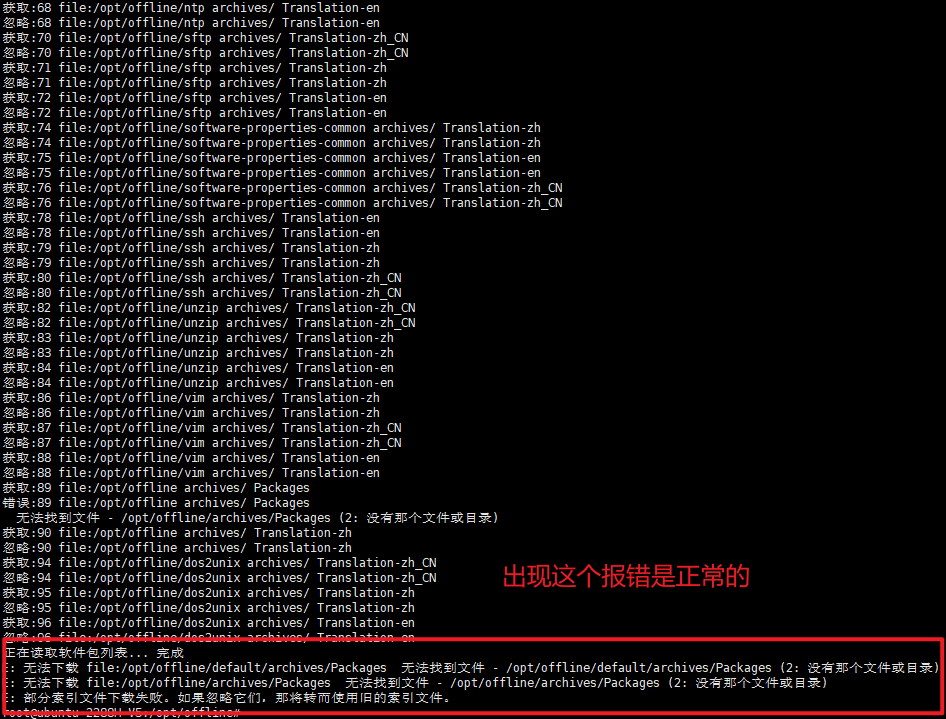 获取:68 file:/opt/offline/ntp archives/ Translation-en
忽略:68 file:/opt/offline/ntp archives/ Translation-en
获取:70 file:/opt/offline/sftp archives/ Translation-zh_CN
忽略:70 file:/opt/offline/sftp archives/ Translation-zh_CN
获取:71 file:/opt/offline/sftp archives/ Translation-zh
忽略:71 file:/opt/offline/sftp archives/ Translation-zh
获取:72 file:/opt/offline/sftp archives/ Translation-en
忽略:72 file:/opt/offline/sftp archives/ Translation-en
获取:74 file:/opt/offline/software-properties-common archives/ Translation-zh
忽略:74 file:/opt/offline/software-properties-common archives/ Translation-zh
获取:75 file:/opt/offline/software-properties-common archives/ Translation-en
忽略:75 file:/opt/offline/software-properties-common archives/ Translation-en
获取:76 file:/opt/offline/software-properties-common archives/ Translation-zh_CN
忽略:76 file:/opt/offline/software-properties-common archives/ Translation-zh_CN
获取:78 file:/opt/offline/ssh archives/ Translation-en
忽略:78 file:/opt/offline/ssh archives/ Translation-en
获取:79 file:/opt/offline/ssh archives/ Translation-zh
忽略:79 file:/opt/offline/ssh archives/ Translation-zh
获取:80 file:/opt/offline/ssh archives/ Translation-zh_CN
忽略:80 file:/opt/offline/ssh archives/ Translation-zh_CN
获取:82 file:/opt/offline/unzip archives/ Translation-zh_CN
忽略:82 file:/opt/offline/unzip archives/ Translation-zh_CN
获取:83 file:/opt/offline/unzip archives/ Translation-zh
忽略:83 file:/opt/offline/unzip archives/ Translation-zh
获取:84 file:/opt/offline/unzip archives/ Translation-en
忽略:84 file:/opt/offline/unzip archives/ Translation-en
获取:86 file:/opt/offline/vim archives/ Translation-zh
忽略:86 file:/opt/offline/vim archives/ Translation-zh
获取:87 file:/opt/offline/vim archives/ Translation-zh_CN
忽略:87 file:/opt/offline/vim archives/ Translation-zh_CN
获取:88 file:/opt/offline/vim archives/ Translation-en
忽略:88 file:/opt/offline/vim archives/ Translation-en
获取:89 file:/opt/offline archives/ Packages
错误:89 file:/opt/offline archives/ Packages
无法找到文件 - /opt/offline/archives/Packages (2: 没有那个文件或目录)
获取:90 file:/opt/offline archives/ Translation-zh
忽略:90 file:/opt/offline archives/ Translation-zh
获取:94 file:/opt/offline/dos2unix archives/ Translation-zh_CN
忽略:94 file:/opt/offline/dos2unix archives/ Translation-zh_CN
出现这个报错是正常的
获取:95 file:/opt/offline/dos2unix archives/ Translation-zh
忽略:95 file:/opt/offline/dos2unix archives/ Translation-zh
获取:96 file:/opt/offline/dos2unix archives/ Translation-en
忽略:96 file:/opt/offline/dos2unix archives/ Translation-en
正在读取软件包列表... 完成
: 无法下载 file:/opt/offline/default/archives/Packages 无法找到文件 - /opt/offline/default/archives/Packages (2: 没有那个文件或目录)
: 无法下载 file:/opt/offline/archives/Packages 无法找到文件 - /opt/offline/archives/Packages (2: 没有那个文件或目录)
: 部分索引文件下载失败。如果忽略它们，那将转而使用旧的索引文件。
root@ubuntu-2288H-V5:/opt/offline#